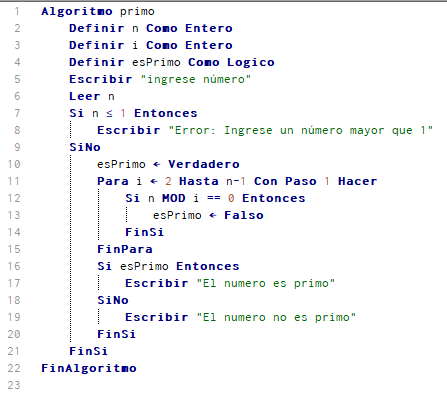 1 Algoritmo primo
2 Definir n Como Entero
3 Definir i Como Entero
4 Definir esPrimo Como Logico
5 Escribir "ingrese número"
6 Leer n
7 Si n ≤ 1 Entonces
8 Escribir "Error: Ingrese un número mayor que 1"
9 SiNo
10 esPrimo ← Verdadero
11 Para i ← 2 Hasta n-1 Con Paso 1 Hacer
12 Si n MOD i == 0 Entonces
13 esPrimo ← Falso
14 FinSi
15 FinPara
16 Si esPrimo Entonces
17 Escribir "El numero es primo"
18 SiNo
19 Escribir "El numero no es primo"
20 FinSi
21 FinSi
22 FinAlgoritmo
23